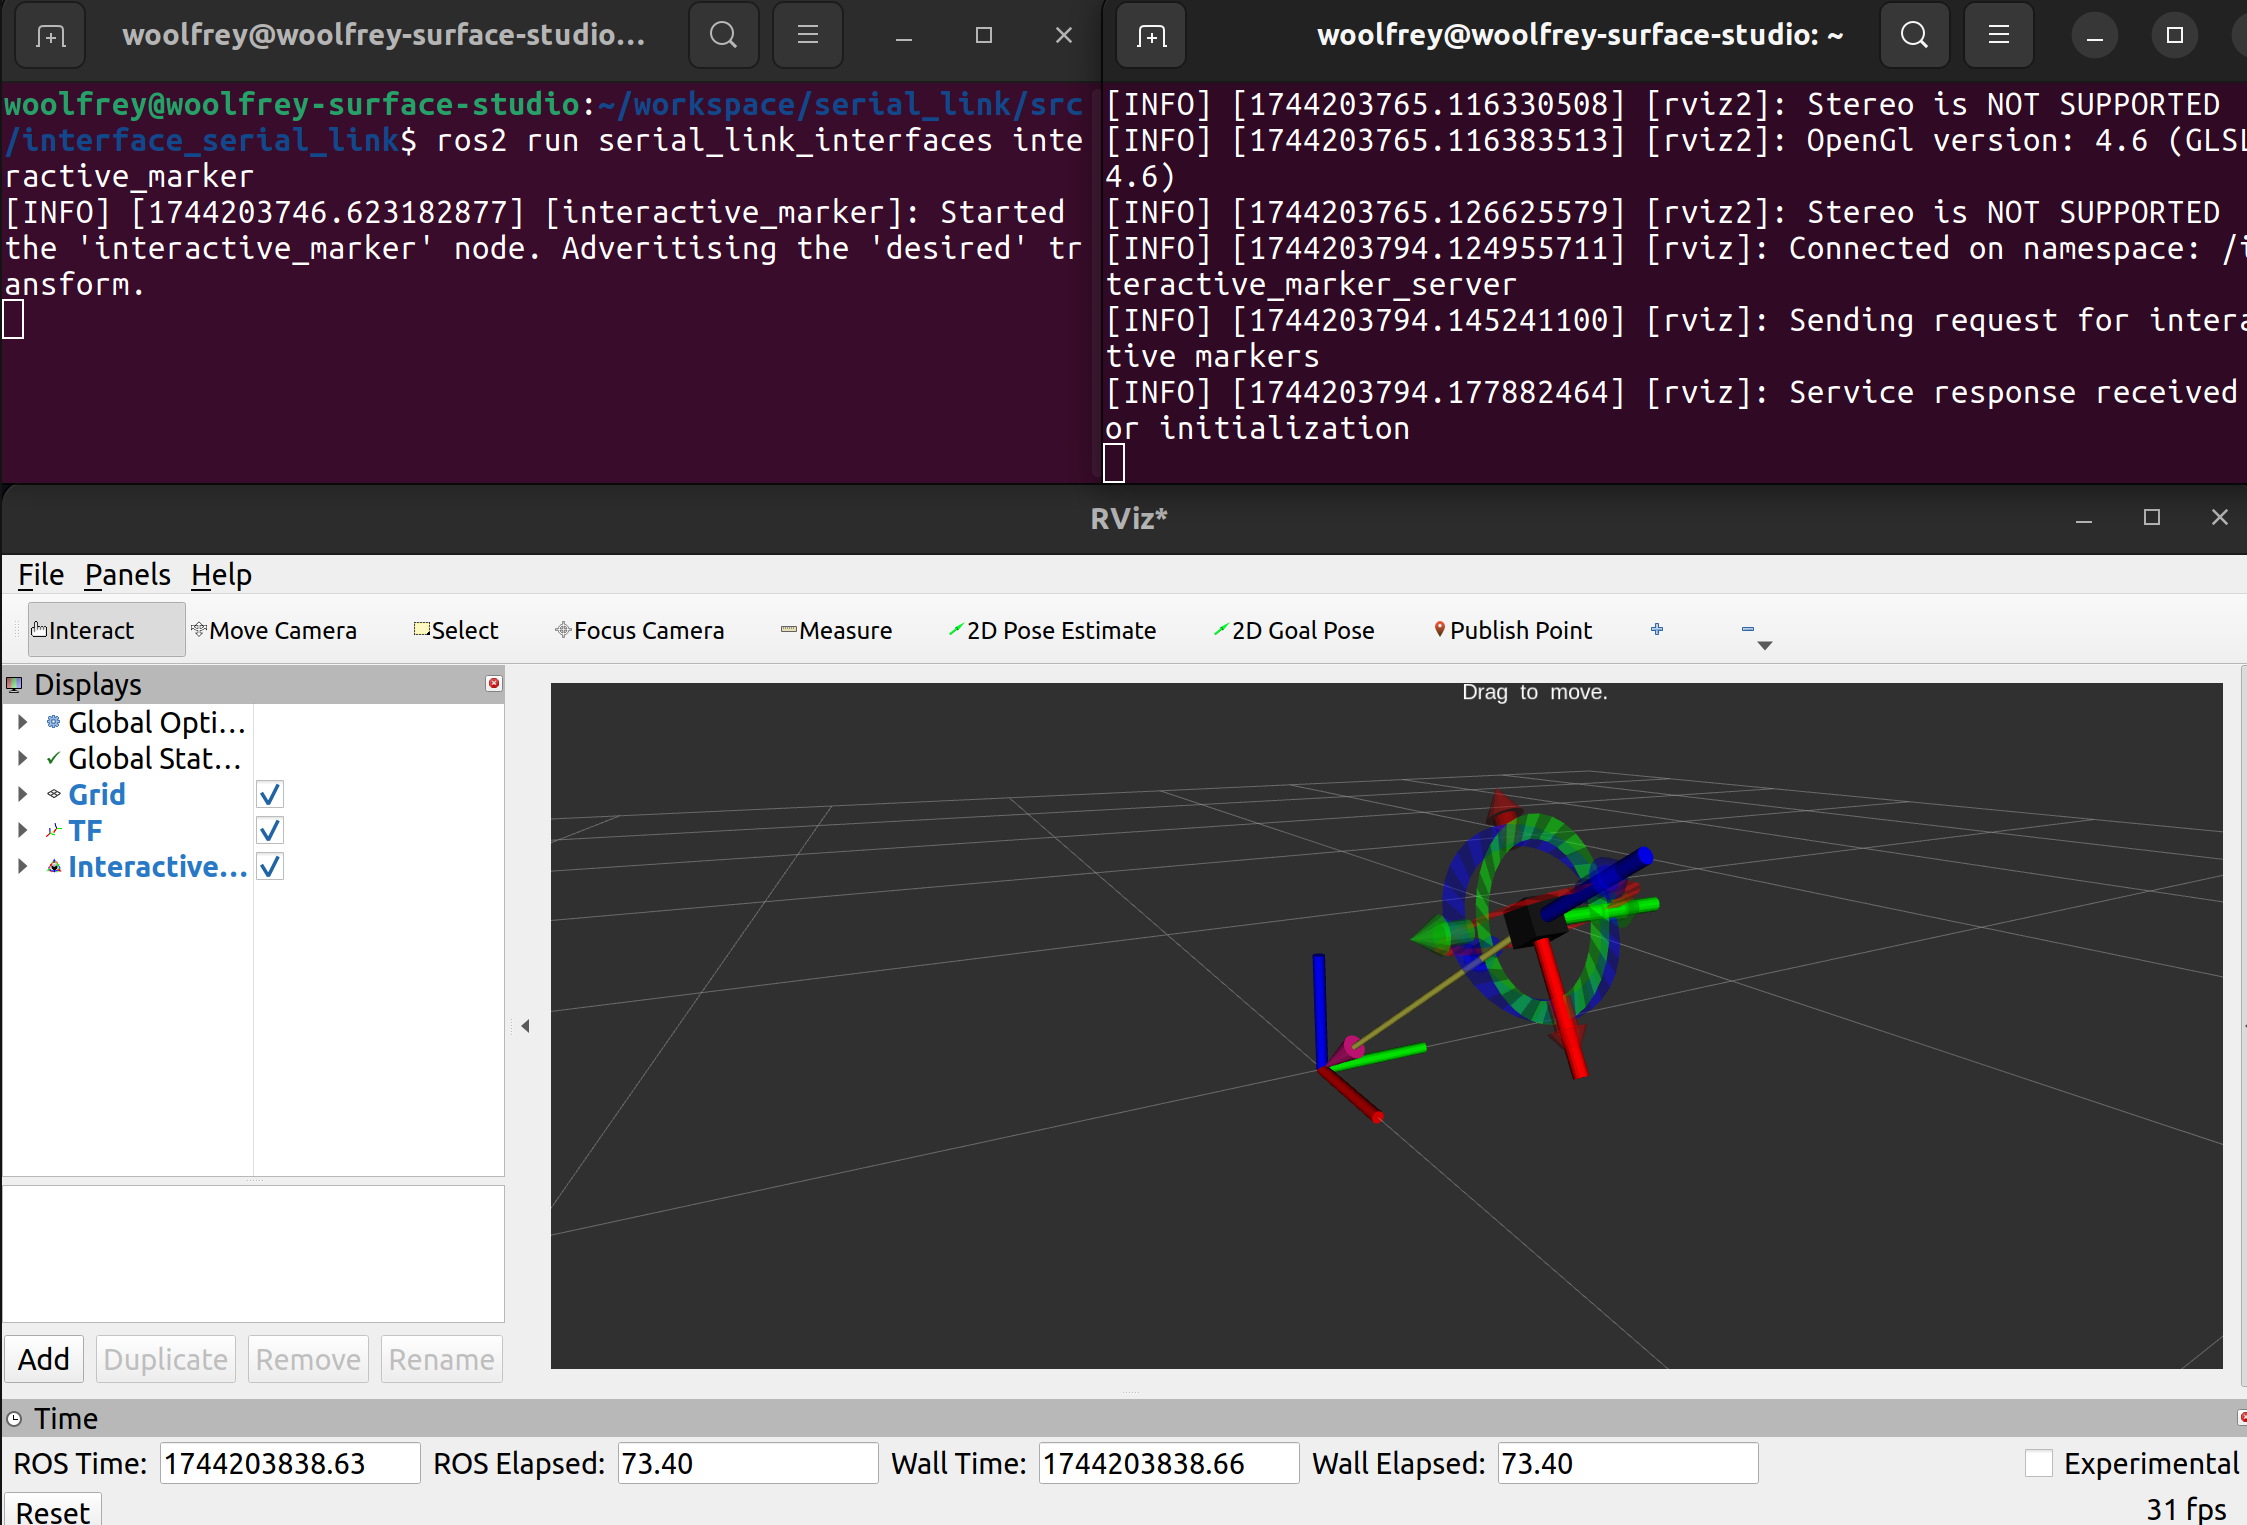 woolfrey@woolfrey-surface-studio...
woolfrey@woolfrey-surface-studio:~/workspace/serial_link/src
/interface_serial_link$ ros2 run serial_link_interfaces inte
ractive_marker
[INFO] [1744203746.623182877] [interactive_marker]: Started
the 'interactive_marker' node. Adveritising the 'desired' tr
ansform.
woolfrey@woolfrey-surface-studio: ~
[INFO] [1744203765.116330508] [rviz2]: Stereo is NOT SUPPORTED
[INFO] [1744203765.116383513] [rviz2]: OpenGl version: 4.6 (GLSL
4.6)
[INFO] [1744203765.126625579] [rviz2]: Stereo is NOT SUPPORTED
[INFO] [1744203794.124955711] [rviz]: Connected on namespace: /i
teractive_marker_server
[INFO] [1744203794.145241100] [rviz]: Sending request for intera
tive markers
[INFO] [1744203794.177882464] [rviz]: Service response received
or initialization
RViz*
File Panels Help
Interact Move Camera Select Focus Camera Measure 2D Pose Estimate 2D Goal Pose Publish Point
Displays
Global Opti...
Global Stat...
Grid
TF
Interactive...
Drag to move.
Add Duplicate Remove Rename
Time
ROS Time: 1744203838.63 ROS Elapsed: 73.40 Wall Time: 1744203838.66 Wall Elapsed: 73.40 Experimental
Reset 31 fps